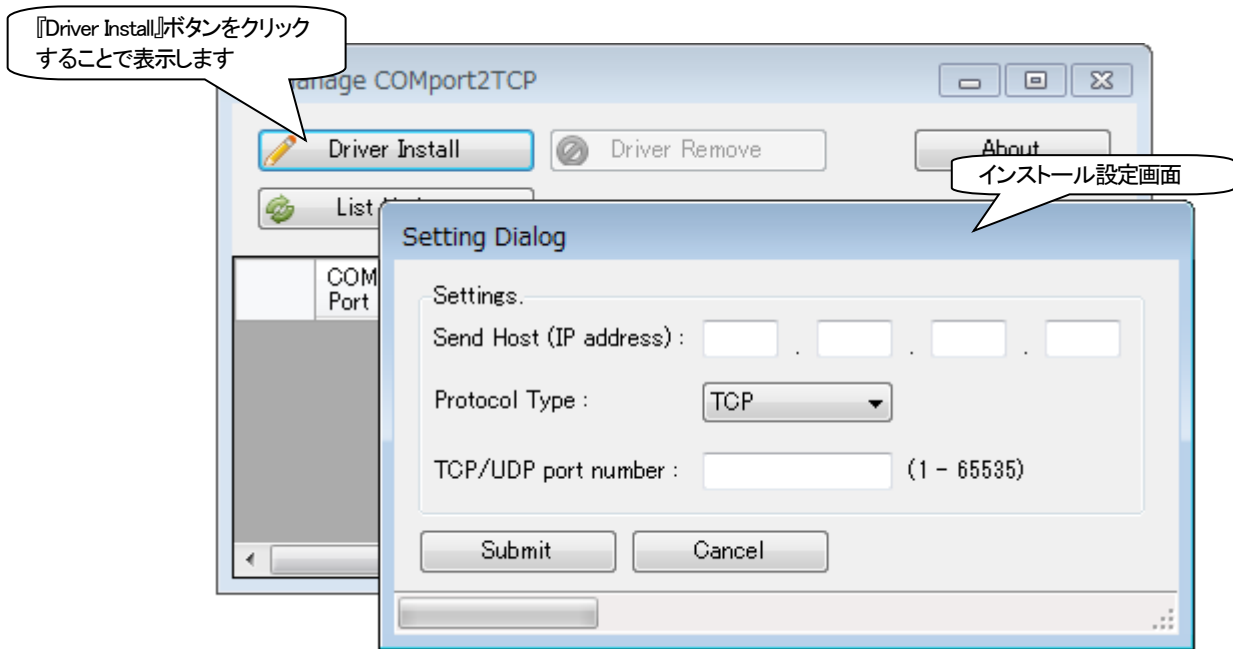 『Driver Install』ボタンをクリック
することで表示します
anage COMport2TCP
Driver Install
Driver Remove
About
インストール設定画面
List
Setting Dialog
COM
Port
Settings.
Send Host (IP address) : . . .
Protocol Type : TCP
TCP/UDP port number : (1 - 65535)
Submit
Cancel